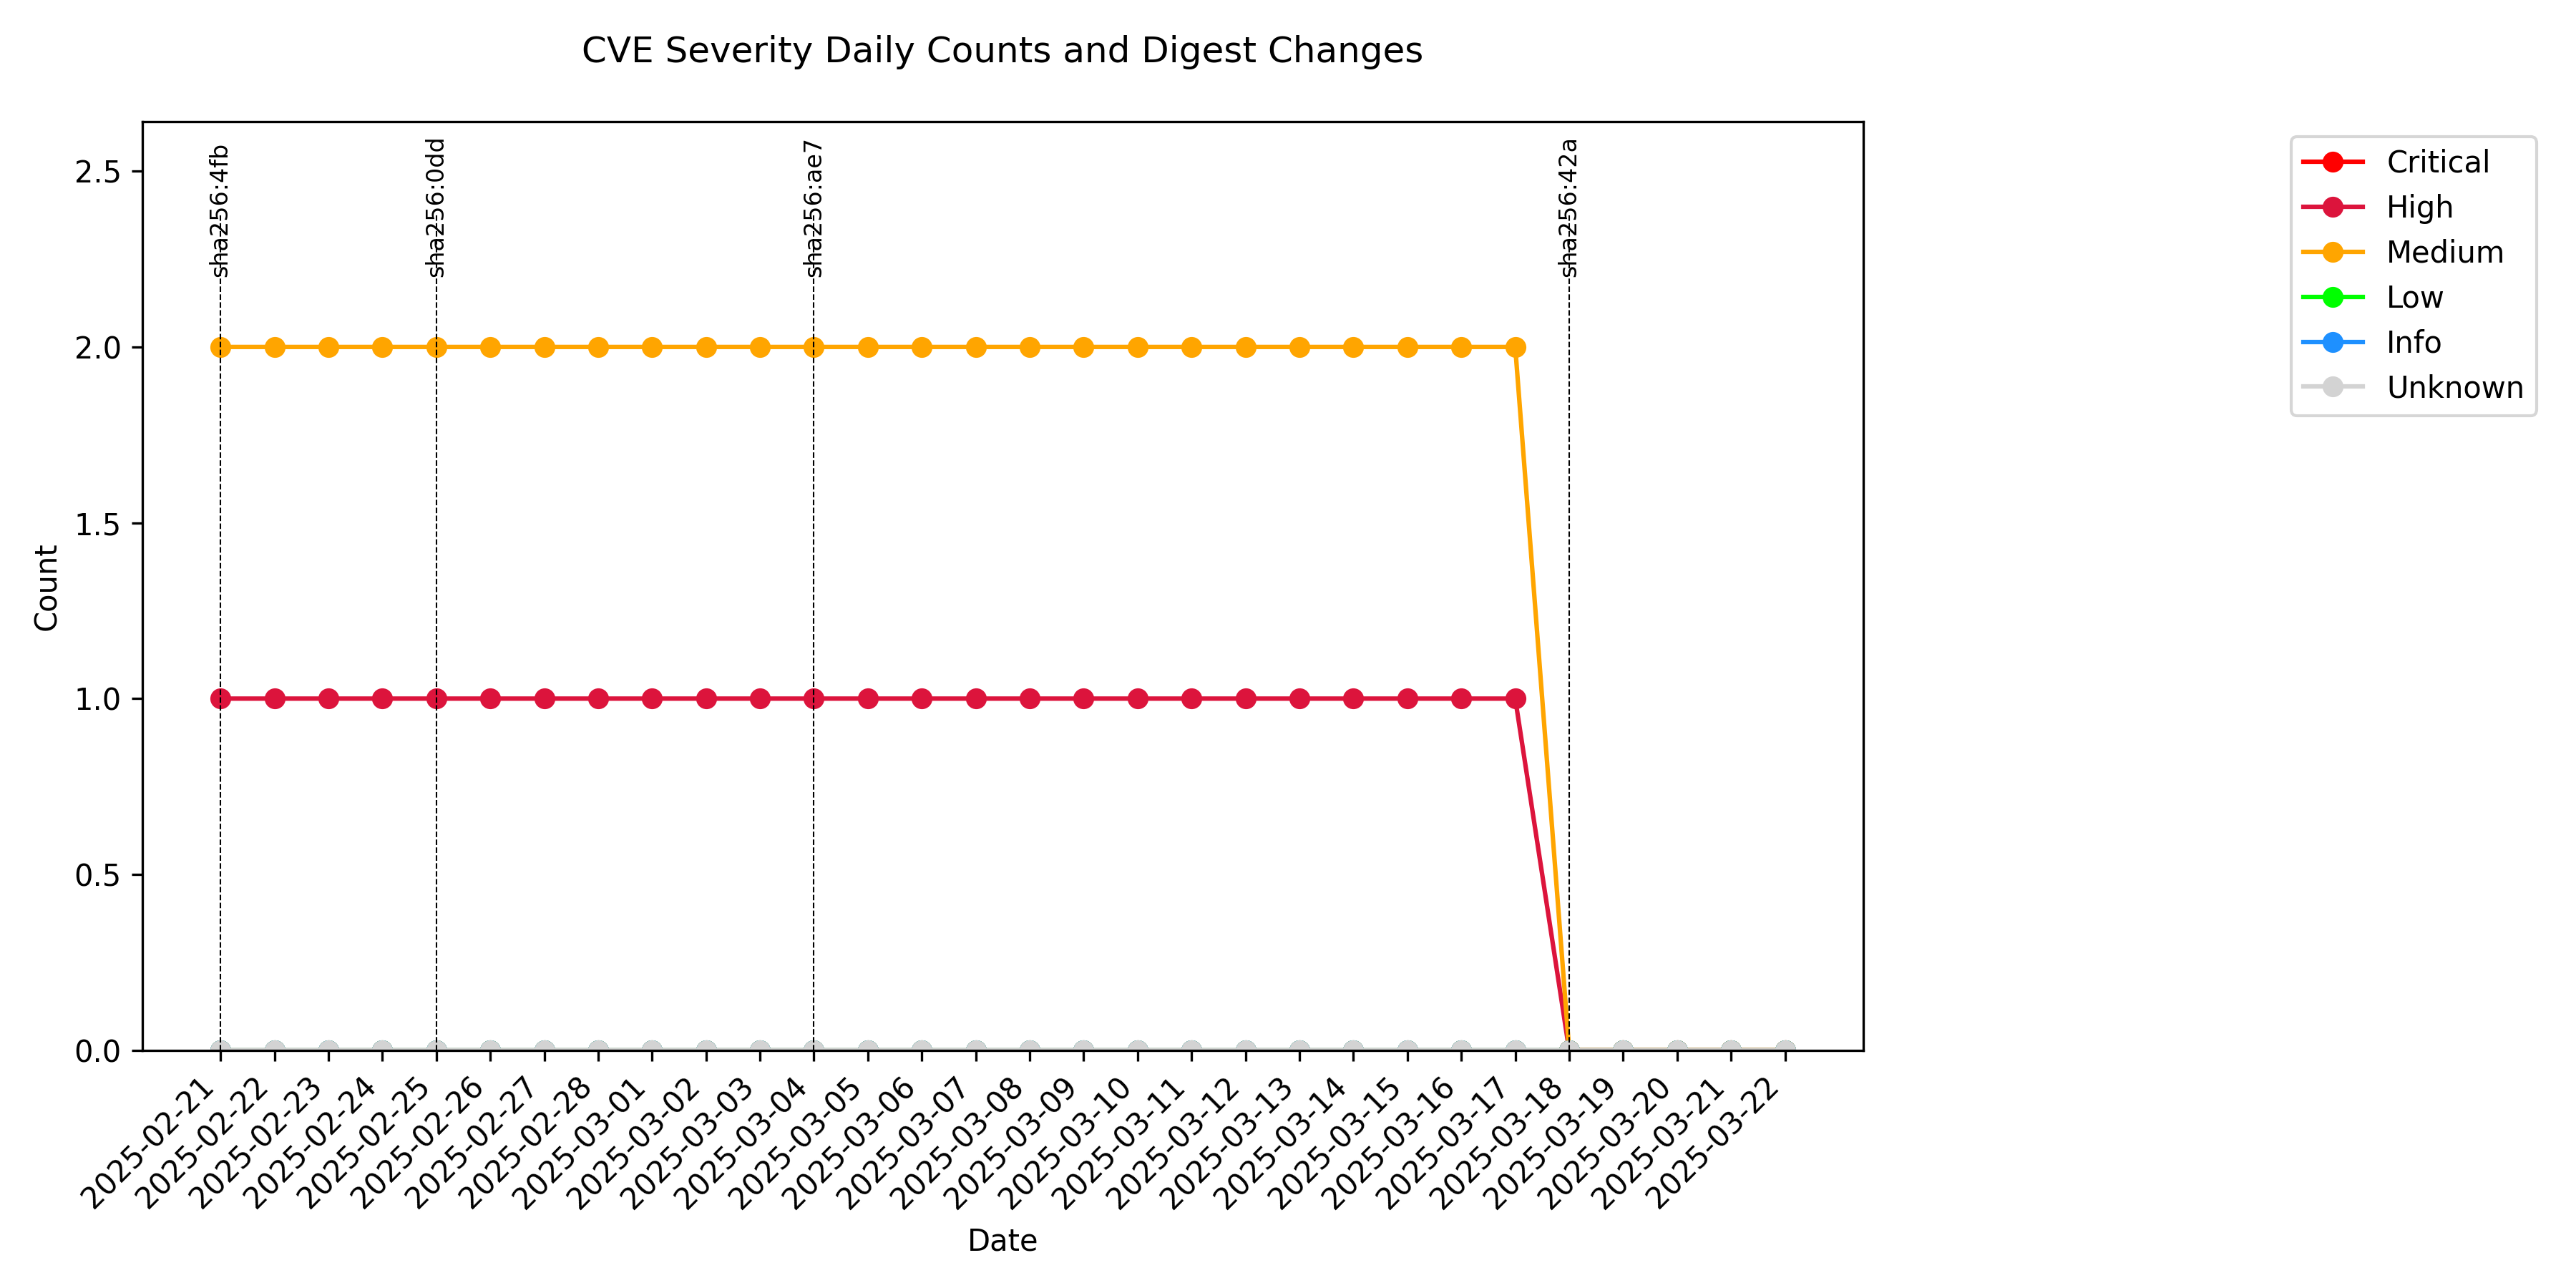 CVE Severity Daily Counts and Digest Changes
sha256:4fb
sha256:0dd
sha256:ae7
sha256:42a
Critical
High
Medium
Low
Info
Unknown
Count
2.5
2.0
1.5
1.0
0.5
0.0
2025-02-21
2025-02-22
2025-02-23
2025-02-24
2025-02-25
2025-02-26
2025-02-27
2025-02-28
2025-03-01
2025-03-02
2025-03-03
2025-03-04
2025-03-05
2025-03-06
2025-03-07
2025-03-08
2025-03-09
2025-03-10
2025-03-11
2025-03-12
2025-03-13
2025-03-14
2025-03-15
2025-03-16
2025-03-17
2025-03-18
2025-03-19
2025-03-20
2025-03-21
2025-03-22
Date